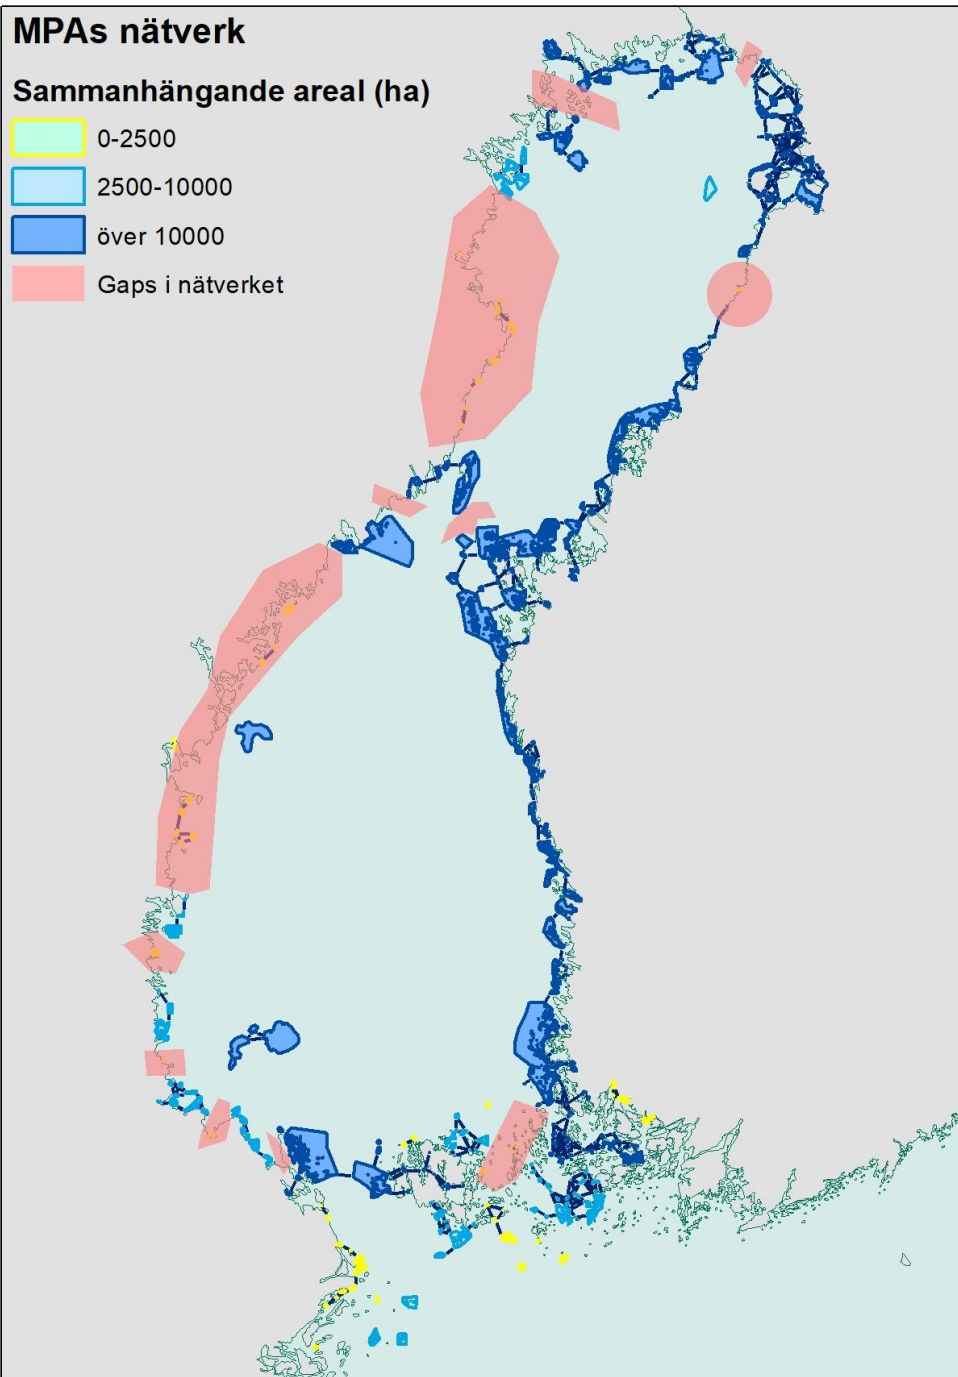 MPAs nätverk
Sammanhängande areal (ha)
0-2500
2500-10000
över 10000
Gaps i nätverket